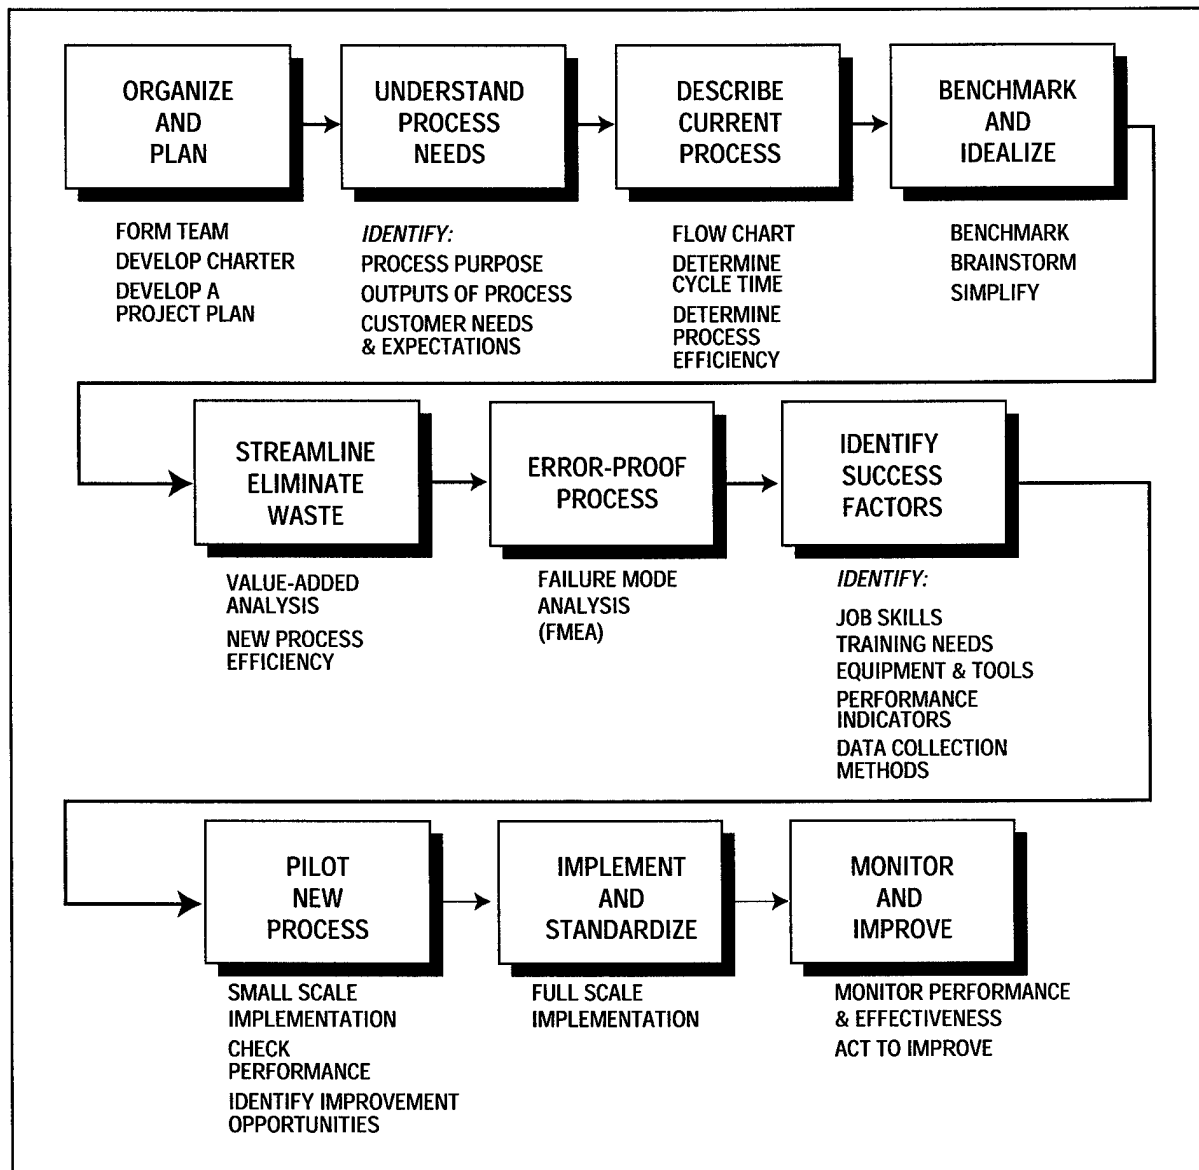 ORGANIZE
AND
PLAN
UNDERSTAND
PROCESS
NEEDS
DESCRIBE
CURRENT
PROCESS
BENCHMARK
AND
IDEALIZE
FORM TEAM
DEVELOP CHARTER
DEVELOP A
PROJECT PLAN
IDENTIFY:
PROCESS PURPOSE
OUTPUTS OF PROCESS
CUSTOMER NEEDS
& EXPECTATIONS
FLOW CHART
DETERMINE
CYCLE TIME
DETERMINE
PROCESS
EFFICIENCY
BENCHMARK
BRAINSTORM
SIMPLIFY
STREAMLINE
ELIMINATE
WASTE
ERROR-PROOF
PROCESS
IDENTIFY
SUCCESS
FACTORS
VALUE-ADDED
ANALYSIS
NEW PROCESS
EFFICIENCY
FAILURE MODE
ANALYSIS
(FMEA)
IDENTIFY:
JOB SKILLS
TRAINING NEEDS
EQUIPMENT & TOOLS
PERFORMANCE
INDICATORS
DATA COLLECTION
METHODS
PILOT
NEW
PROCESS
IMPLEMENT
AND
STANDARDIZE
MONITOR
AND
IMPROVE
SMALL SCALE
IMPLEMENTATION
CHECK
PERFORMANCE
IDENTIFY IMPROVEMENT
OPPORTUNITIES
FULL SCALE
IMPLEMENTATION
MONITOR PERFORMANCE
& EFFECTIVENESS
ACT TO IMPROVE